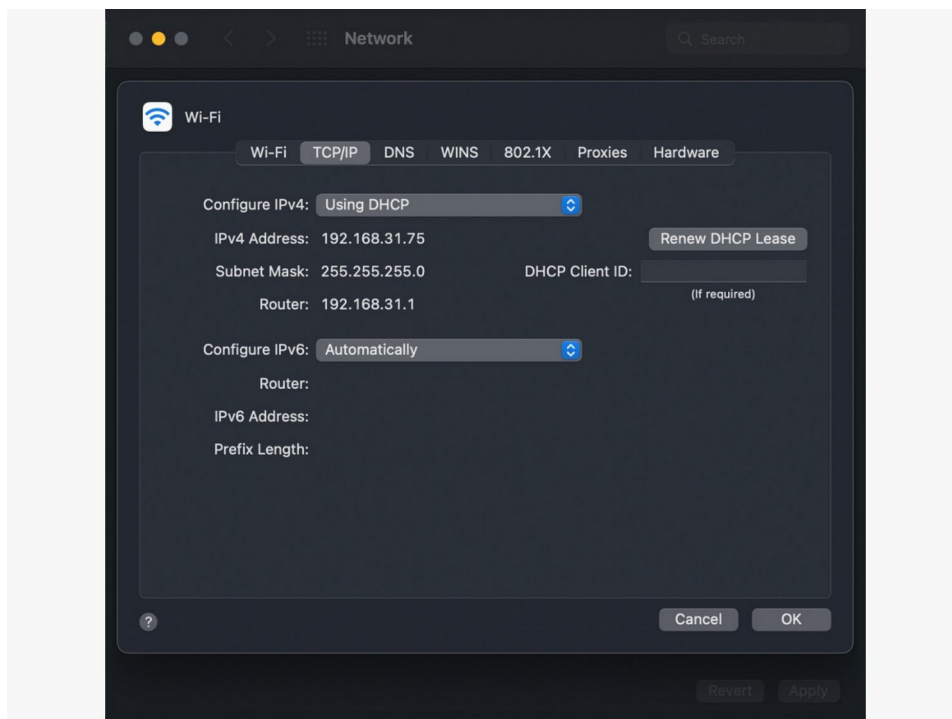 Network
Search
Wi-Fi
Wi-Fi TCP/IP DNS WINS 802.1X Proxies Hardware
Configure IPv4: Using DHCP
IPv4 Address: 192.168.31.75 Renew DHCP Lease
Subnet Mask: 255.255.255.0 DHCP Client ID:
(If required)
Router: 192.168.31.1
Configure IPv6: Automatically
Router:
IPv6 Address:
Prefix Length:
? Cancel OK
Revert Apply